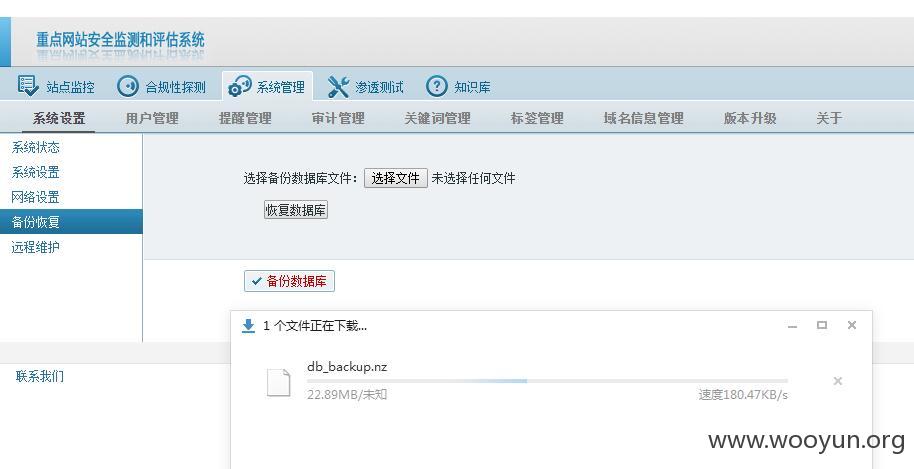 重点网站安全监测和评估系统
站点监控 合规性探测 系统管理 渗透测试 知识库
系统设置 用户管理 提醒管理 审计管理 关键词管理 标签管理 域名信息管理 版本升级 关于
系统状态
系统设置
网络设置
备份恢复
远程维护
选择备份数据库文件: 选择文件 未选择任何文件
恢复数据库
备份数据库
1 个文件正在下载...
db_backup.nz
22.89MB/未知 速度180.47KB/s
联系我们
www.wooyun.org